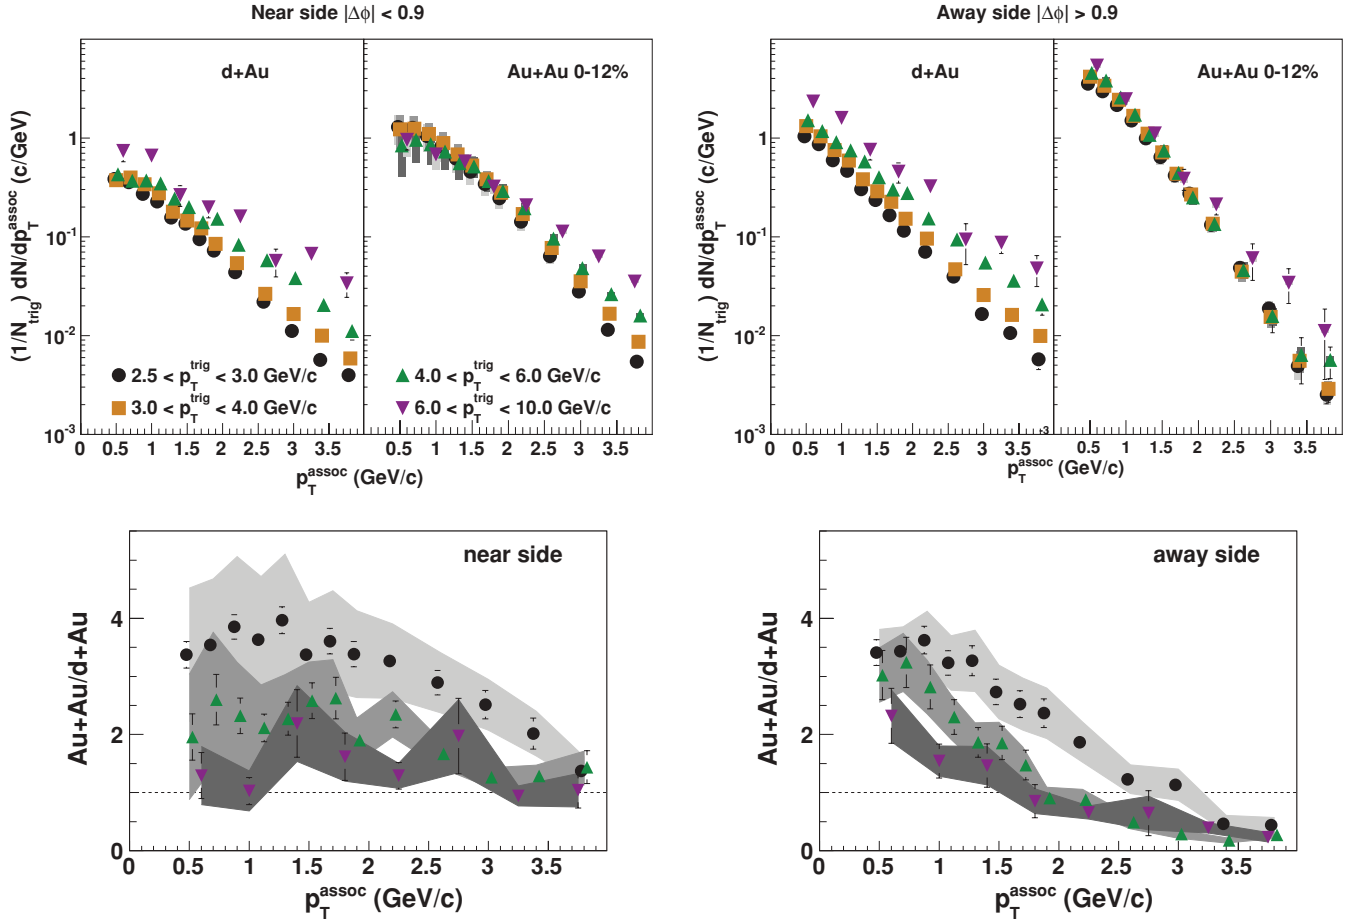 Near side |Δϕ| < 0.9
Away side |Δϕ| > 0.9
d+Au
Au+Au 0-12%
(1/N_trig) dN/dp_T^assoc (c/GeV)
1
10^-1
10^-2
10^-3
2.5 < p_T^trig < 3.0 GeV/c
3.0 < p_T^trig < 4.0 GeV/c
4.0 < p_T^trig < 6.0 GeV/c
6.0 < p_T^trig < 10.0 GeV/c
0 0.5 1 1.5 2 2.5 3 3.5
0.5 1 1.5 2 2.5 3 3.5
p_T^assoc (GeV/c)
d+Au
Au+Au 0-12%
(1/N_trig) dN/dp_T^assoc (c/GeV)
1
10^-1
10^-2
10^-3
3
0 0.5 1 1.5 2 2.5 3 3.5
0.5 1 1.5 2 2.5 3 3.5
p_T^assoc (GeV/c)
near side
Au+Au/d+Au
4
2
0
0 0.5 1 1.5 2 2.5 3 3.5
p_T^assoc (GeV/c)
away side
Au+Au/d+Au
4
2
0
0 0.5 1 1.5 2 2.5 3 3.5
p_T^assoc (GeV/c)